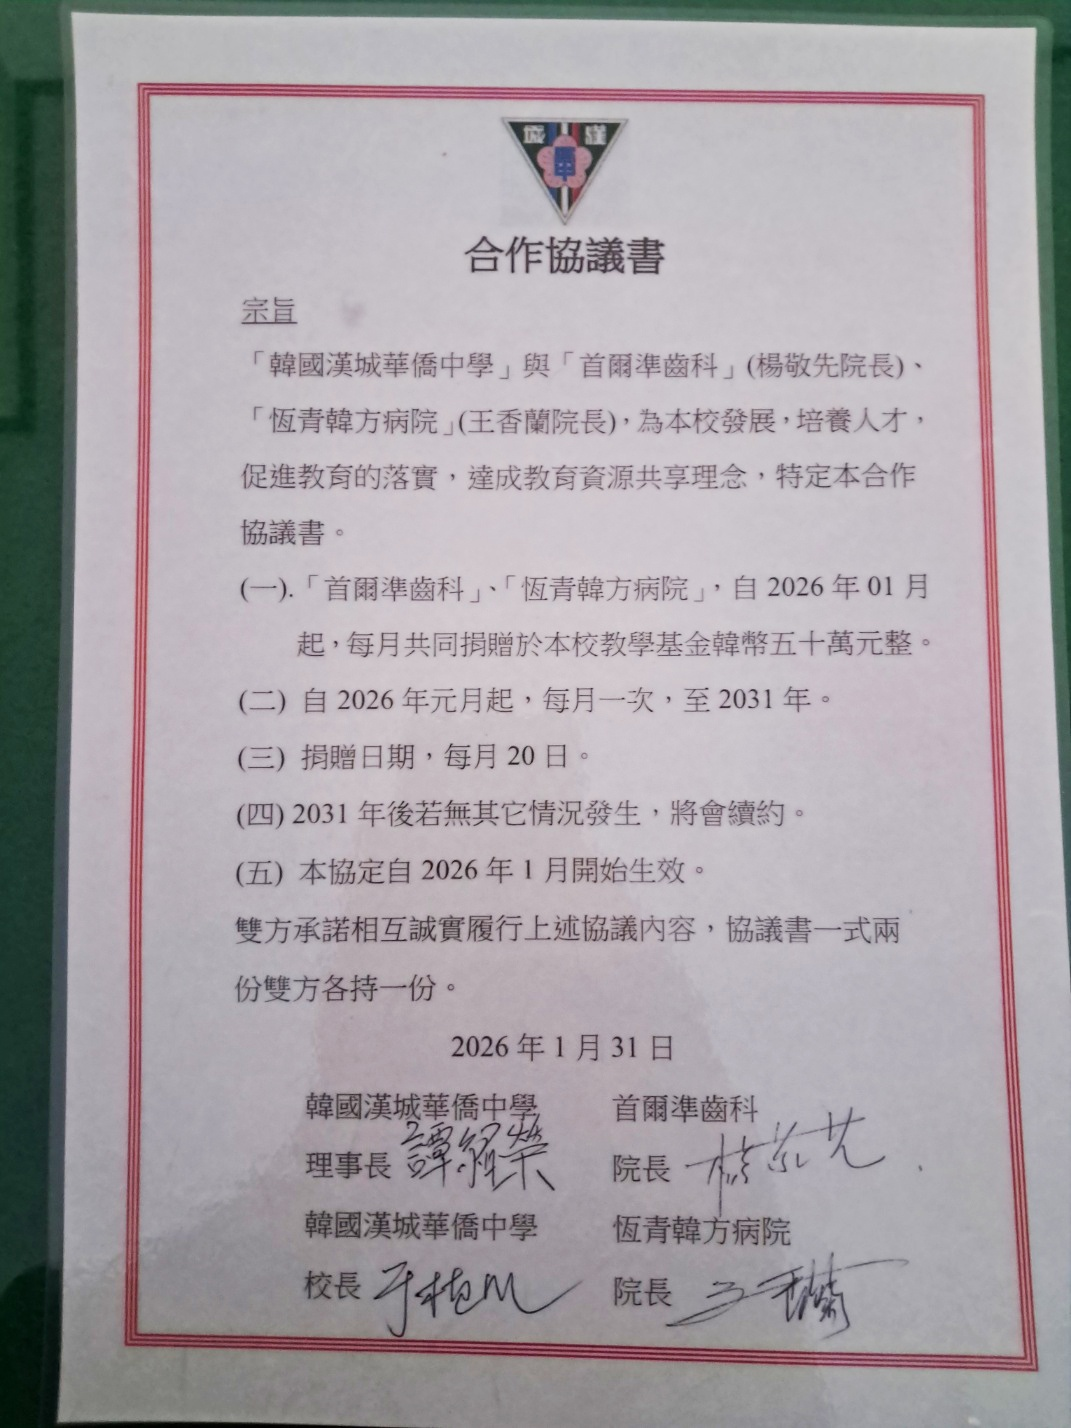 城 漢
華
合作協議書
宗旨
「韓國漢城華僑中學」與「首爾準齒科」(楊敬先院長)、
「恆青韓方病院」(王香蘭院長)，為本校發展，培養人才，
促進教育的落實，達成教育資源共享理念，特定本合作
協議書。
(一).「首爾準齒科」、「恆青韓方病院」，自 2026 年 01 月
起，每月共同捐贈於本校教學基金韓幣五十萬元整。
(二) 自 2026 年元月起，每月一次，至 2031 年。
(三) 捐贈日期，每月 20 日。
(四) 2031 年後若無其它情況發生，將會續約。
(五) 本協定自 2026 年 1 月開始生效。
雙方承諾相互誠實履行上述協議內容，協議書一式兩
份雙方各持一份。
2026 年 1 月 31 日
韓國漢城華僑中學 首爾準齒科
理事長 譚紹榮 院長 楊敬先
韓國漢城華僑中學 恆青韓方病院
校長 院長 王香蘭